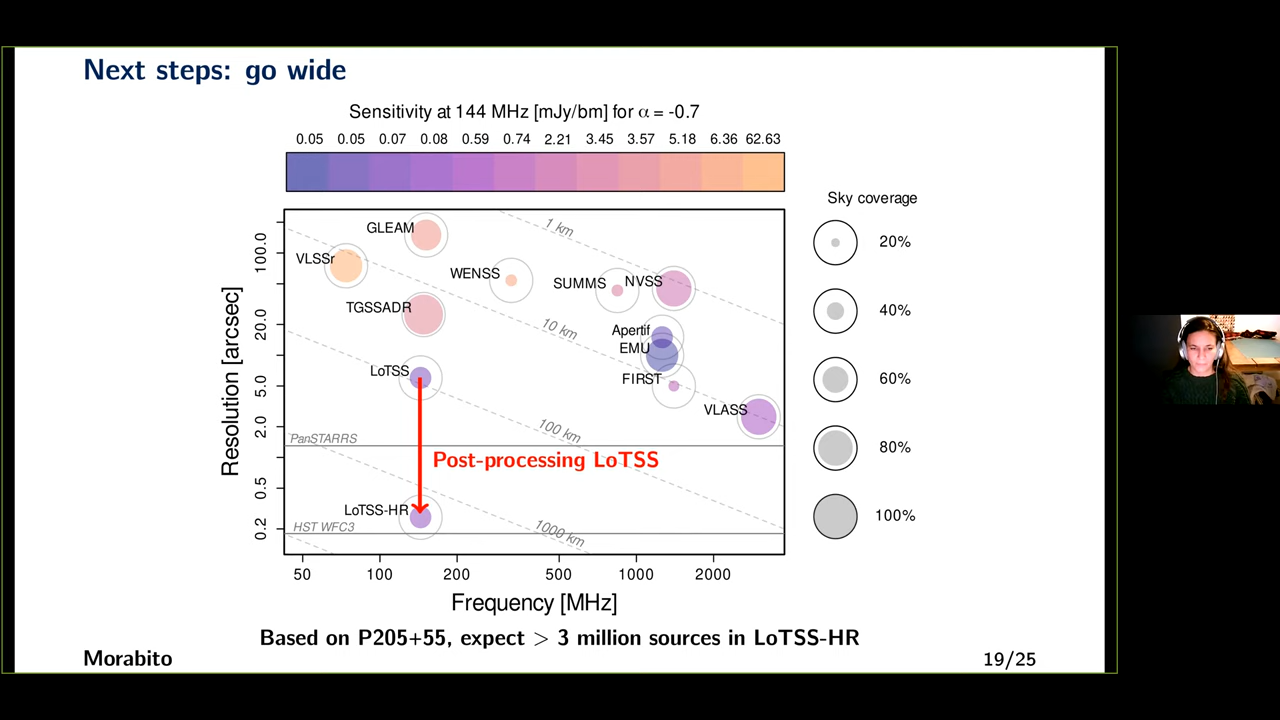 Next steps: go wide
Sensitivity at 144 MHz [mJy/bm] for α = -0.7
0.05 0.05 0.07 0.08 0.59 0.74 2.21 3.45 3.57 5.18 6.36 62.63
Sky coverage
20%
40%
60%
80%
100%
Resolution [arcsec]
100.0
20.0
5.0
2.0
0.5
0.2
1 km
GLEAM
VLSSr
WENSS
SUMMS
NVSS
TGSSADR
10 km
Apertif
EMU
LoTSS
FIRST
VLASS
100 km
PanSTARRS
Post-processing LoTSS
LoTSS-HR
HST WFC3
1000 km
50 100 200 500 1000 2000
Frequency [MHz]
Based on P205+55, expect > 3 million sources in LoTSS-HR
Morabito
19/25